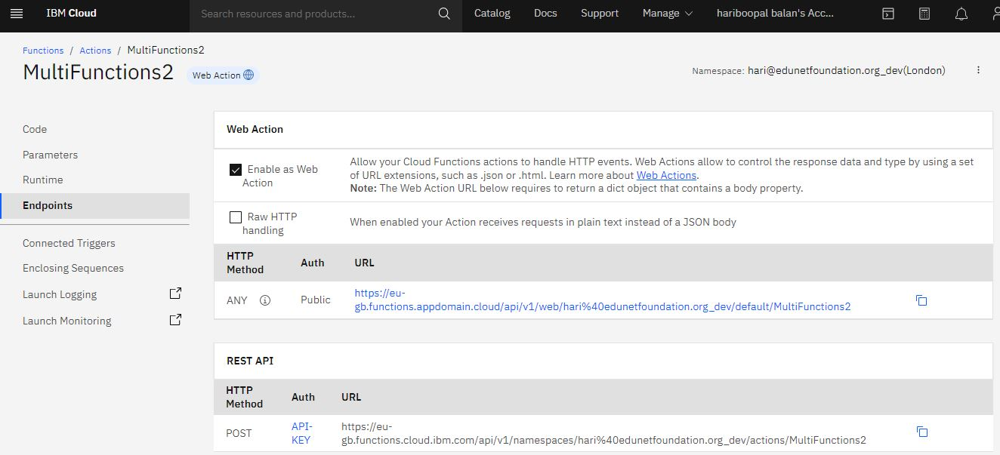 IBM Cloud
Search resources and products...
Catalog
Docs
Support
Manage
hariboopal balan's Acc...
Functions / Actions / MultiFunctions2
MultiFunctions2
Web Action
Namespace: hari@edunetfoundation.org_dev(London)
Code
Parameters
Runtime
Endpoints
Connected Triggers
Enclosing Sequences
Launch Logging
Launch Monitoring
Web Action
Enable as Web
Action
Allow your Cloud Functions actions to handle HTTP events. Web Actions allow to control the response data and type by using a set
of URL extensions, such as .json or .html. Learn more about Web Actions.
Note: The Web Action URL below requires to return a dict object that contains a body property.
Raw HTTP
handling
When enabled your Action receives requests in plain text instead of a JSON body
HTTP
Method
Auth
URL
ANY
Public
https://eu-
gb.functions.appdomain.cloud/api/v1/web/hari%40edunetfoundation.org_dev/default/MultiFunctions2
REST API
HTTP
Method
Auth
URL
POST
API-
KEY
https://eu-
gb.functions.cloud.ibm.com/api/v1/namespaces/hari%40edunetfoundation.org_dev/actions/MultiFunctions2